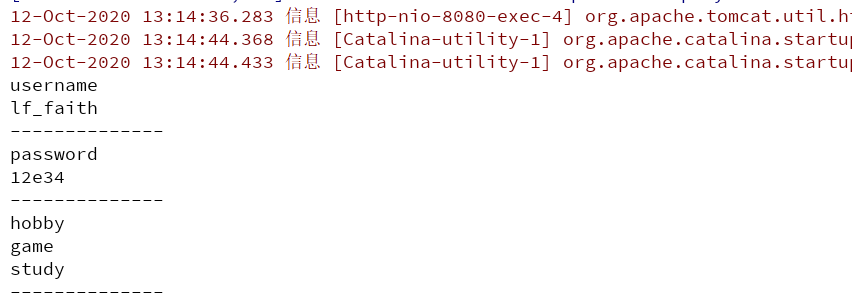 12-Oct-2020 13:14:36.283 信息 [http-nio-8080-exec-4] org.apache.tomcat.util.
12-Oct-2020 13:14:44.368 信息 [Catalina-utility-1] org.apache.catalina.startup
12-Oct-2020 13:14:44.433 信息 [Catalina-utility-1] org.apache.catalina.startup
username
lf_faith
--------------
password
12e34
--------------
hobby
game
study
--------------